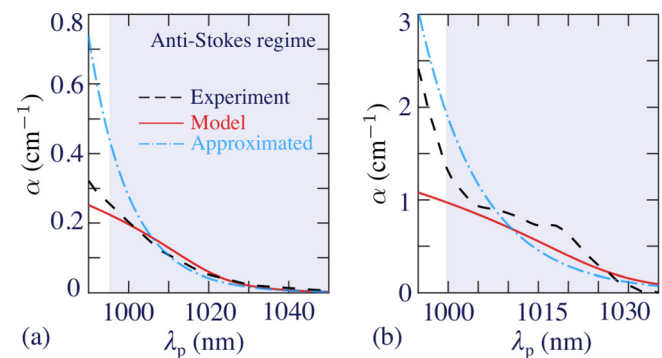 0.8
0.6
0.4
0.2
0
α (cm⁻¹)
Anti-Stokes regime
Experiment
Model
Approximated
1000
1020
1040
(a)
λp (nm)
3
2
1
0
α (cm⁻¹)
1000
1015
1030
(b)
λp (nm)